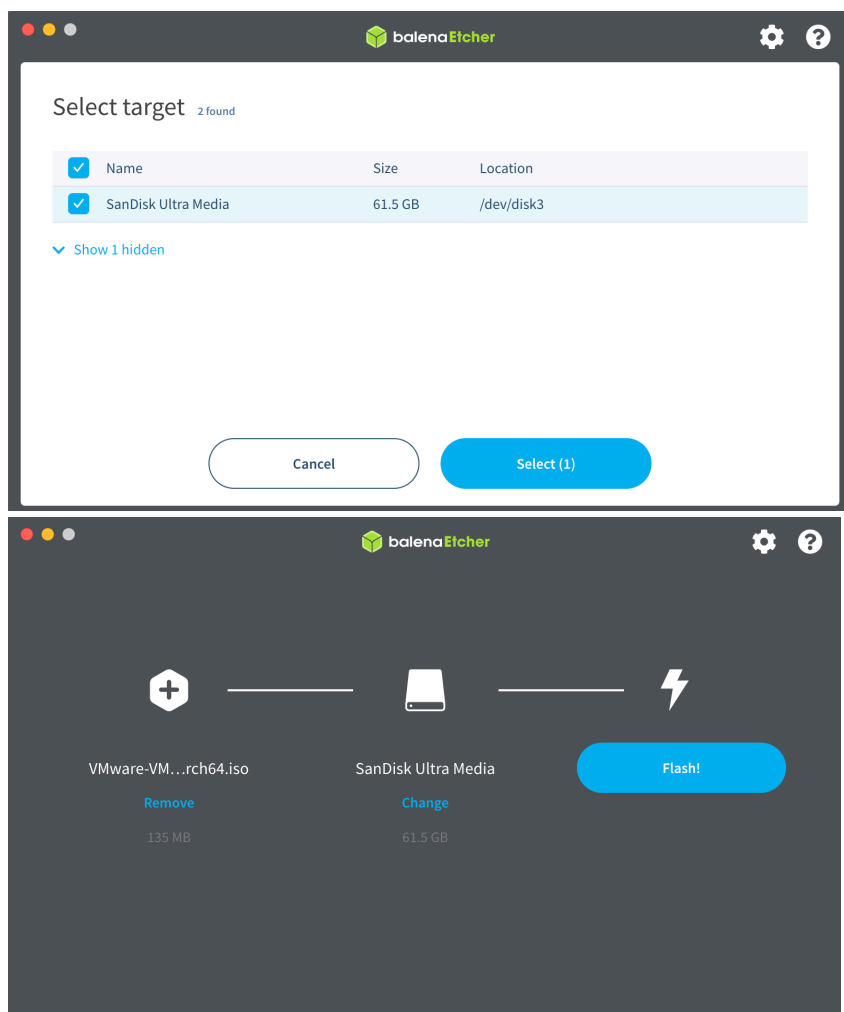 balenaEtcher
Select target 2 found
Name Size Location
SanDisk Ultra Media 61.5 GB /dev/disk3
Show 1 hidden
Cancel Select (1)
balenaEtcher
VMware-VM...rch64.iso SanDisk Ultra Media Flash!
Remove Change
135 MB 61.5 GB